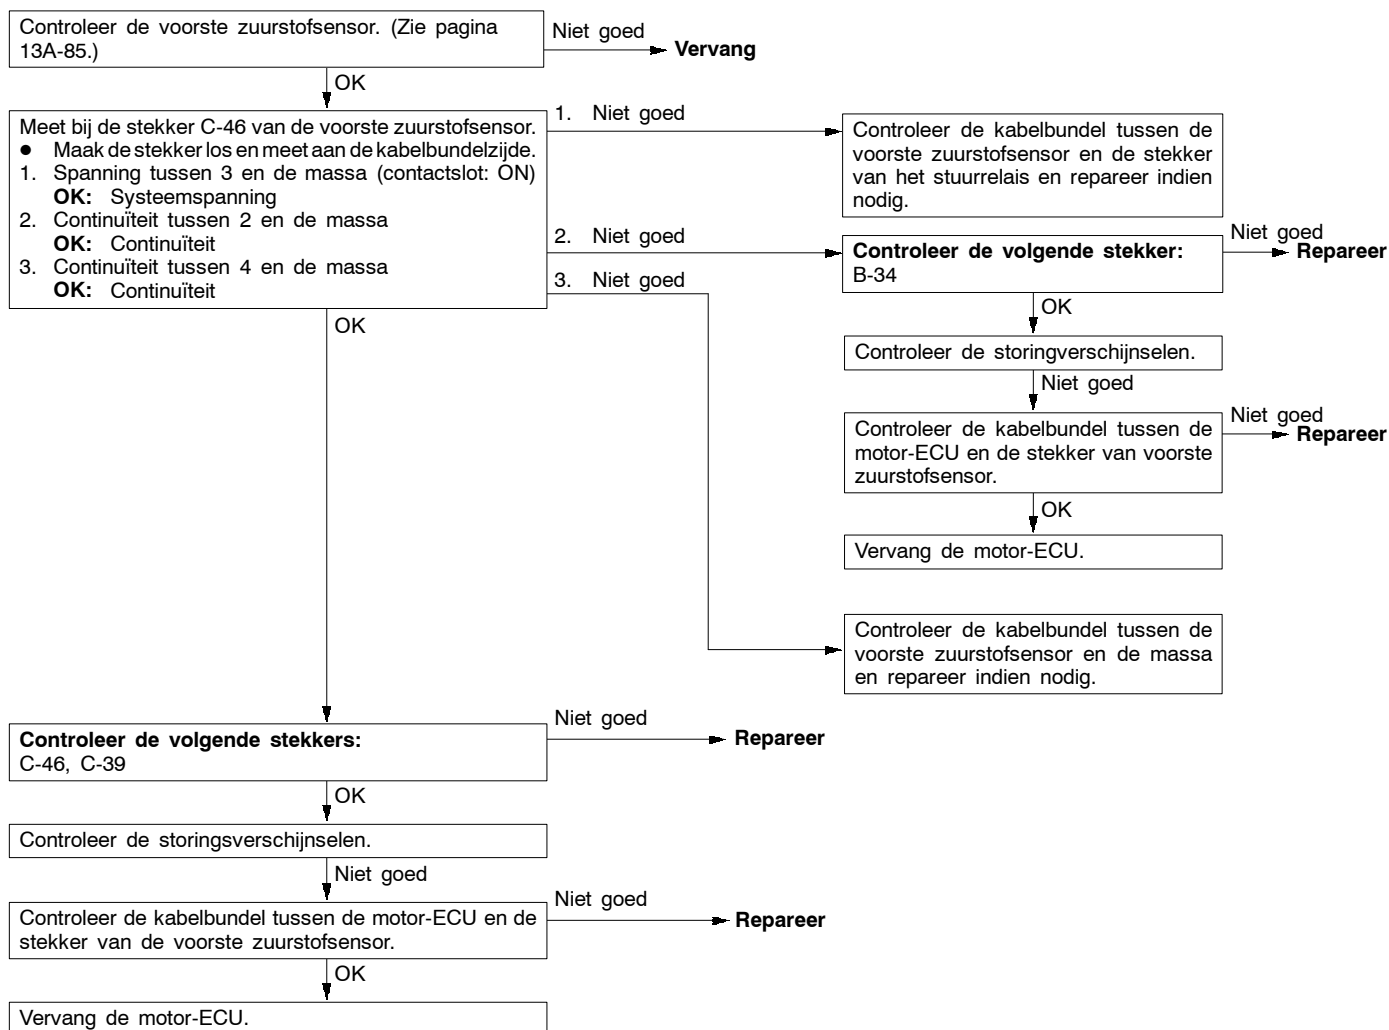 Controleer de voorste zuurstofsensor. (Zie pagina
13A-85.)
Niet goed
Vervang
OK
Meet bij de stekker C-46 van de voorste zuurstofsensor.
● Maak de stekker los en meet aan de kabelbundelzijde.
1. Spanning tussen 3 en de massa (contactslot: ON)
OK: Systeemspanning
2. Continuïteit tussen 2 en de massa
OK: Continuïteit
3. Continuïteit tussen 4 en de massa
OK: Continuïteit
1. Niet goed
Controleer de kabelbundel tussen de
voorste zuurstofsensor en de stekker
van het stuurrelais en repareer indien
nodig.
2. Niet goed
Controleer de volgende stekker:
B-34
Niet goed
Repareer
OK
Controleer de storingverschijnselen.
Niet goed
Controleer de kabelbundel tussen de
motor-ECU en de stekker van voorste
zuurstofsensor.
Niet goed
Repareer
OK
Vervang de motor-ECU.
3. Niet goed
Controleer de kabelbundel tussen de
voorste zuurstofsensor en de massa
en repareer indien nodig.
OK
Controleer de volgende stekkers:
C-46, C-39
Niet goed
Repareer
OK
Controleer de storingsverschijnselen.
Niet goed
Controleer de kabelbundel tussen de motor-ECU en de
stekker van de voorste zuurstofsensor.
Niet goed
Repareer
OK
Vervang de motor-ECU.